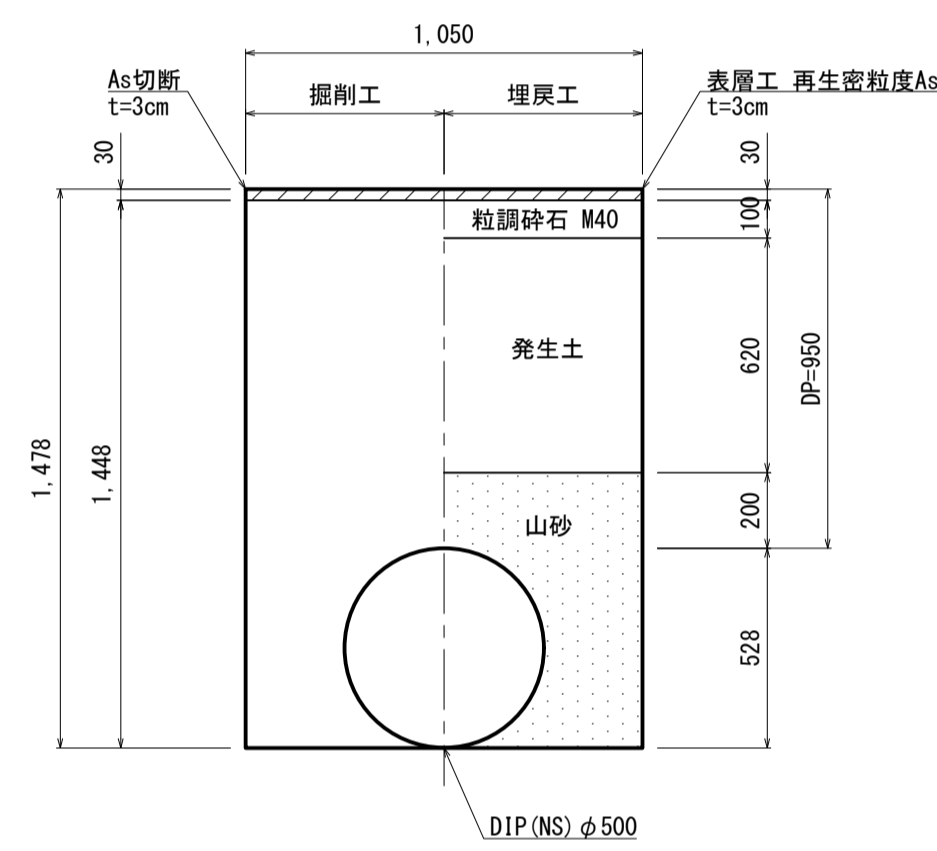 1,050
As切断
t=3cm
掘削工
埋戻工
表層工 再生密粒度As
t=3cm
30
30
粒調砕石 M40
100
発生土
620
DP=950
1,478
1,448
山砂
200
528
DIP(NS)φ500